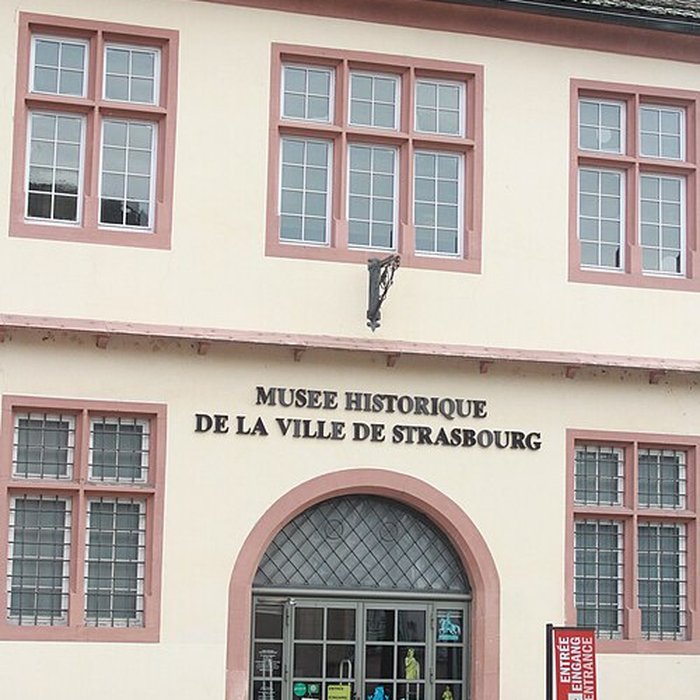 MUSEE HISTORIQUE
DE LA VILLE DE STRASBOURG
ENTRÉE
EINGANG
ENTRANCE